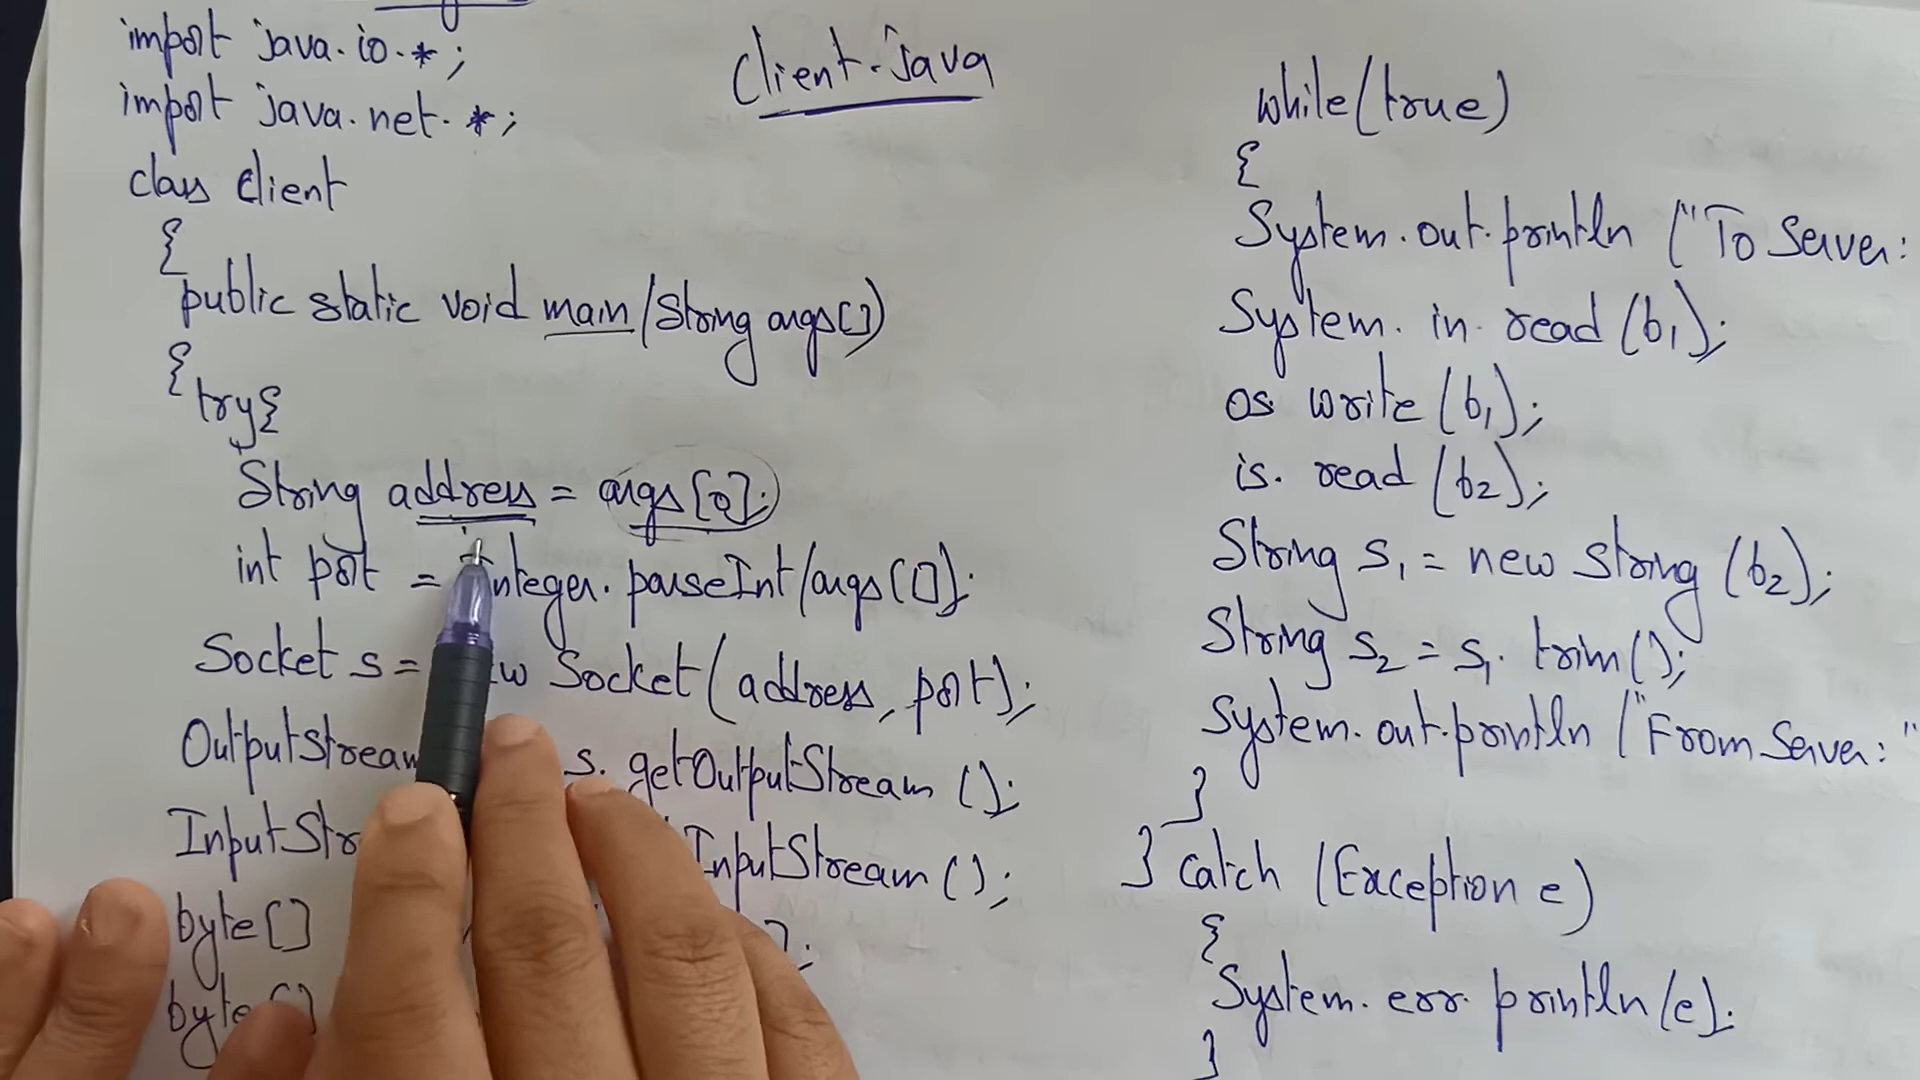 import java.io.*;
import java.net.*;
Client.java
class Client
{
public static void main(String args[])
{
try{
String address = args[0];
int port = Integer.parseInt(args[]);
Socket s = new Socket(address, port);
OutputStream s. getOutputStream ();
InputStr InputStream ();
byte[] ];
byte[]
while(true)
{
System.out.println ("To Server:
System. in. read (b1);
os. write (b1);
is. read (b2);
String s1 = new String (b2);
String s2 = s1. trim();
System. out.println ("From Server: "
}
} catch (Exception e)
{
System. err. println(e);
}